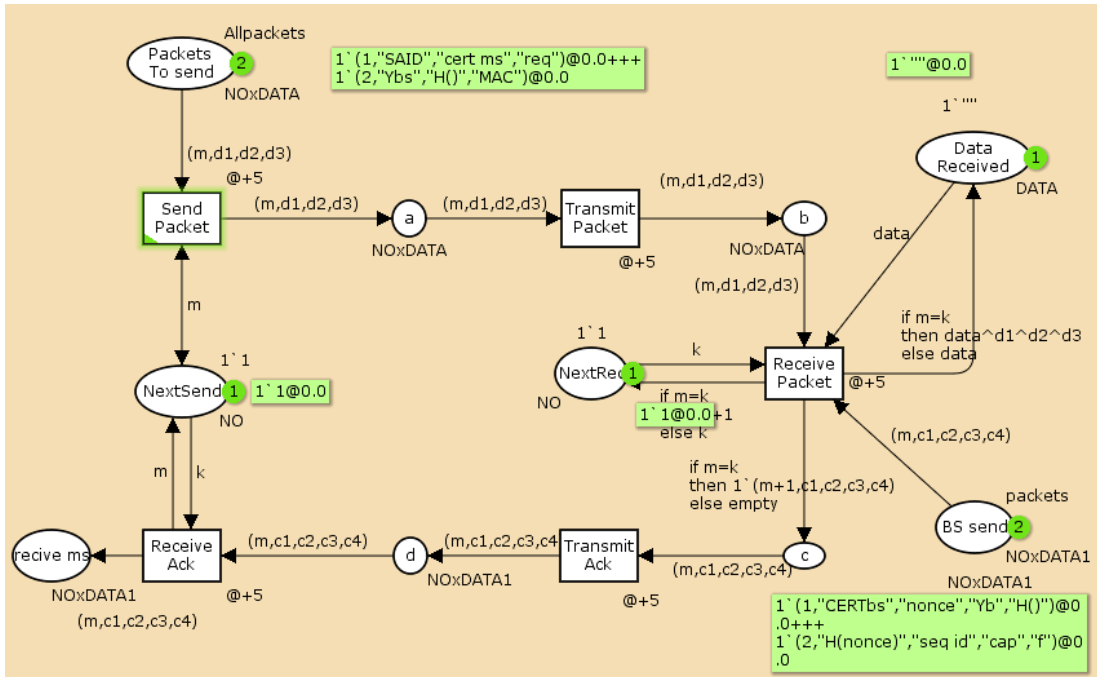 Allpackets
Packets
To send
2
NOxDATA
1`(1,"SAID","cert ms","req")@0.0+++
1`(2,"Ybs","H()","MAC")@0.0
1`""@0.0
1`""
Data
Received
1
DATA
(m,d1,d2,d3)
@+5
Send
Packet
(m,d1,d2,d3)
a
NOxDATA
(m,d1,d2,d3)
Transmit
Packet
@+5
(m,d1,d2,d3)
b
NOxDATA
(m,d1,d2,d3)
data
if m=k
then data^d1^d2^d3
else data
m
1`1
NextSend
1
1`1@0.0
NO
1`1
NextRec
1
NO
k
if m=k
1`1@0.0
+1
else k
Receive
Packet
@+5
(m,c1,c2,c3,c4)
if m=k
then 1`(m+1,c1,c2,c3,c4)
else empty
packets
BS send
2
NOxDATA1
NOxDATA1
1`(1,"CERTbs","nonce","Yb","H()")@0
.0+++
1`(2,"H(nonce)","seq id","cap","f")@0
.0
m
k
recive ms
NOxDATA1
(m,c1,c2,c3,c4)
Receive
Ack
@+5
(m,c1,c2,c3,c4)
d
NOxDATA1
(m,c1,c2,c3,c4
Transmit
Ack
@+5
(m,c1,c2,c3,c4)
c